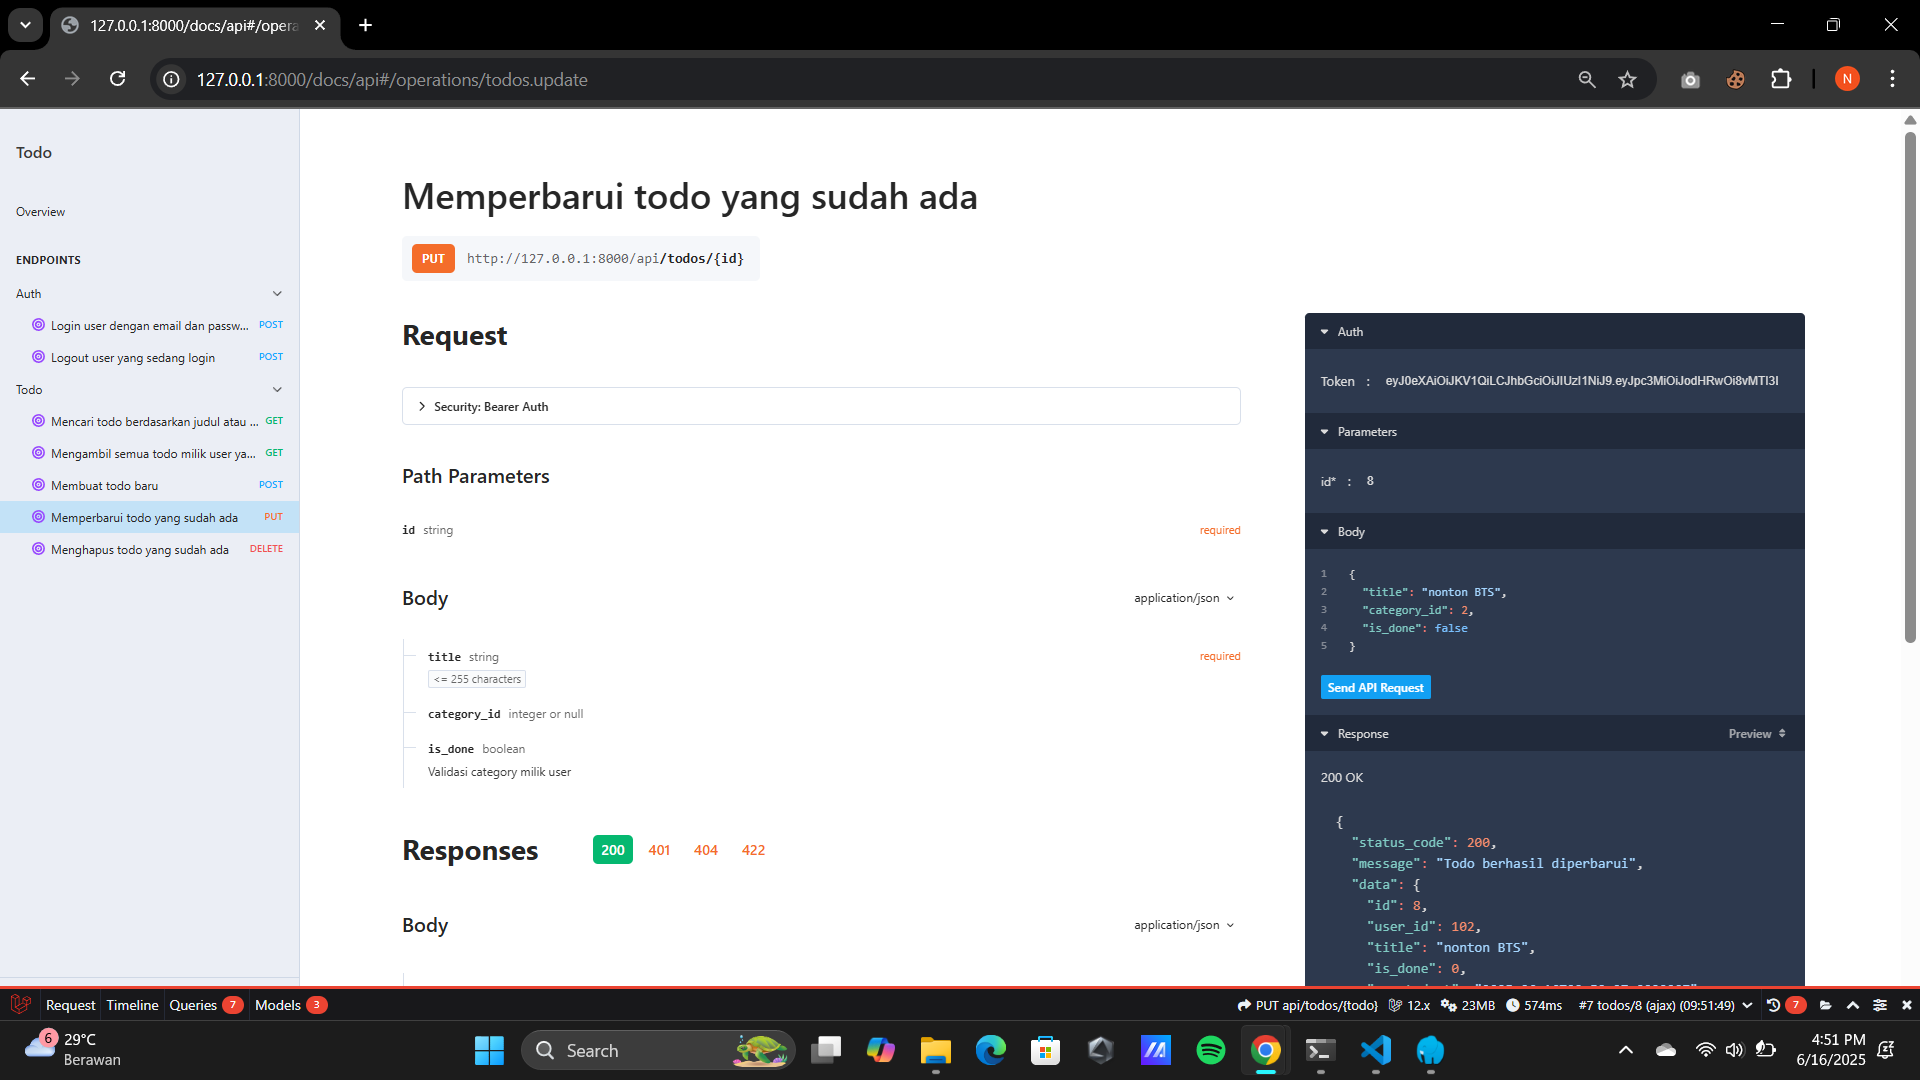 127.0.0.1:8000/docs/api#/opera
127.0.0.1:8000/docs/api#/operations/todos.update
N
Todo
Overview
ENDPOINTS
Auth
Login user dengan email dan passw... POST
Logout user yang sedang login POST
Todo
Mencari todo berdasarkan judul atau ... GET
Mengambil semua todo milik user ya... GET
Membuat todo baru POST
Memperbarui todo yang sudah ada PUT
Menghapus todo yang sudah ada DELETE
Memperbarui todo yang sudah ada
PUT http://127.0.0.1:8000/api/todos/{id}
Request
Security: Bearer Auth
Path Parameters
id string required
Body application/json
title string required
<= 255 characters
category_id integer or null
is_done boolean
Validasi category milik user
Responses 200 401 404 422
Body application/json
Auth
Token : eyJ0eXAiOiJKV1QiLCJhbGciOiJIUzI1NiJ9.eyJpc3MiOiJodHRwOi8vMTI3I
Parameters
id* : 8
Body
1 {
2 "title": "nonton BTS",
3 "category_id": 2,
4 "is_done": false
5 }
Send API Request
Response Preview
200 OK
{
"status_code": 200,
"message": "Todo berhasil diperbarui",
"data": {
"id": 8,
"user_id": 102,
"title": "nonton BTS",
"is_done": 0,
Request Timeline Queries 7 Models 3 PUT api/todos/{todo} 12.x 23MB 574ms #7 todos/8 (ajax) (09:51:49) 7
6 29°C
Berawan
Search
4:51 PM
6/16/2025